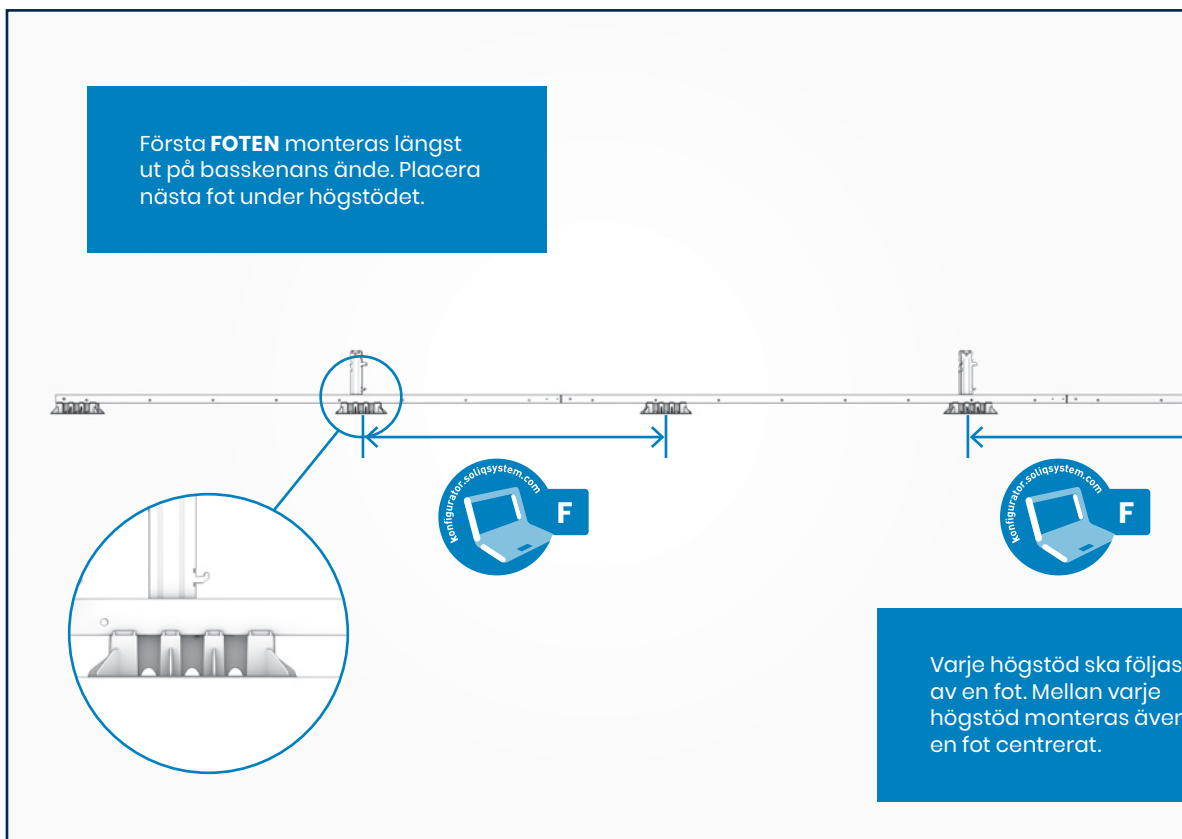 Första FOTEN monteras längst
ut på basskenans ände. Placera
nästa fot under högstödet.
konfigurator.soliqsystem.com
F
konfigurator.soliqsystem.com
F
Varje högstöd ska följas
av en fot. Mellan varje
högstöd monteras även
en fot centrerat.